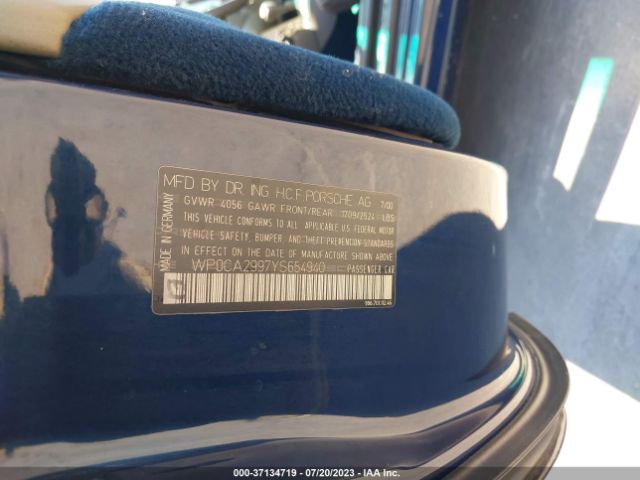 MFD BY DR. ING. H.C.F. PORSCHE AG 7/00
GVWR 4056 GAWR FRONT/REAR 1709/2524 LBS
THIS VEHICLE CONFORMS TO ALL APPLICABLE U.S. FEDERAL MOTOR
VEHICLE SAFETY, BUMPER, AND THEFT PREVENTION STANDARDS
IN EFFECT ON THE DATE OF MANUFACTURE SHOWN ABOVE
WP0CA2997YS654940 PASSENGER CAR
MADE IN GERMANY
000-37134719 - 07/20/2023 - IAA Inc.